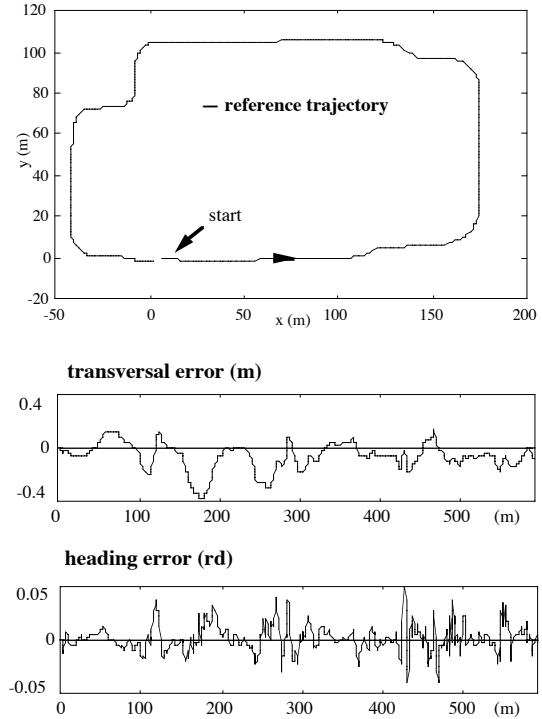 120
100
80
60
40
20
0
-20
y (m)
— reference trajectory
start
-50 0 50 100 150 200
x (m)
transversal error (m)
0.4
0
-0.4
0 100 200 300 400 500 (m)
heading error (rd)
0.05
0
-0.05
0 100 200 300 400 500 (m)